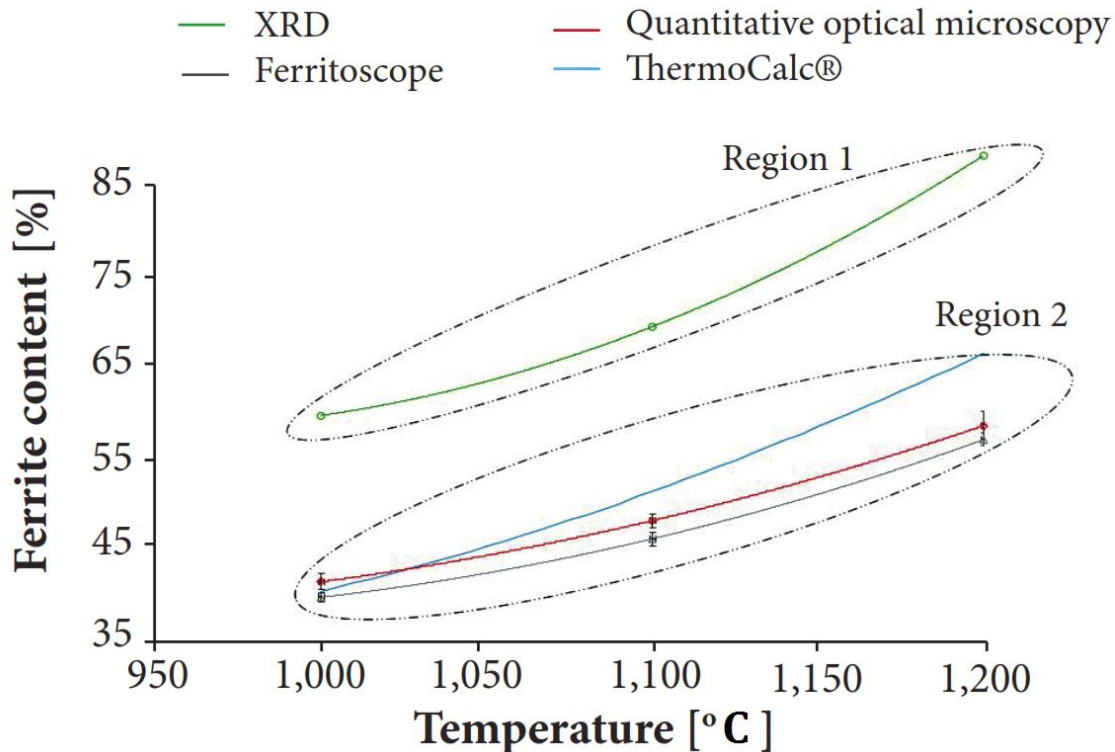 XRD
Quantitative optical microscopy
Ferritoscope
ThermoCalc®
Region 1
Region 2
Ferrite content [%]
85
75
65
55
45
35
950
1,000
1,050
1,100
1,150
1,200
Temperature [° C ]